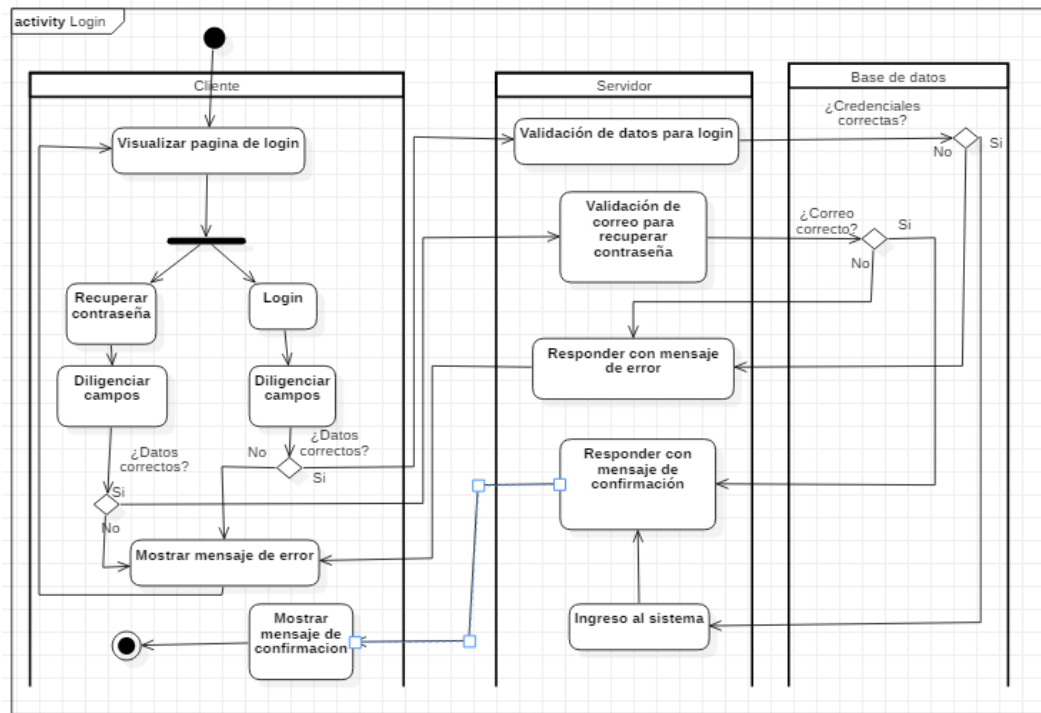 activity Login
Cliente
Servidor
Base de datos
Visualizar pagina de login
Validación de datos para login
¿Credenciales
correctas?
No
Si
Validación de
correo para
recuperar
contraseña
¿Correo
correcto?
Si
No
Recuperar
contraseña
Login
Diligenciar
campos
Diligenciar
campos
Responder con mensaje
de error
¿Datos
correctos?
No
Si
¿Datos
correctos?
Si
No
Responder con
mensaje de
confirmación
Mostrar mensaje de error
Mostrar
mensaje de
confirmacion
Ingreso al sistema